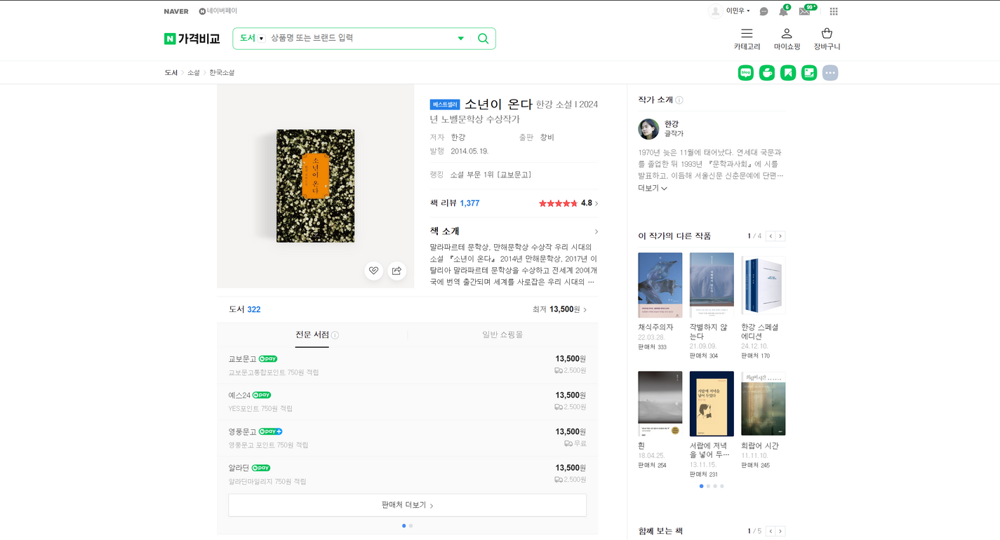 NAVER
네이버페이
이민우
6
99+
가격비교
도서
상품명 또는 브랜드 입력
카테고리
마이쇼핑
장바구니
도서
소설
한국소설
blog
소년이 온다
베스트셀러 소년이 온다 한강 소설 l 2024
년 노벨문학상 수상작가
저자 한강 출판 창비
발행 2014.05.19.
랭킹 소설 부문 1위 [교보문고]
책 리뷰 1,377
4.8
책 소개
말라파르테 문학상, 만해문학상 수상작 우리 시대의
소설 『소년이 온다』 2014년 만해문학상, 2017년 이
탈리아 말라파르테 문학상을 수상하고 전세계 20여개
국에 번역 출간되며 세계를 사로잡은 우리 시대의 …
도서 322
최저 13,500원
전문 서점
일반 쇼핑몰
교보문고 N pay
13,500원
교보문고통합포인트 750원 적립
2,500원
예스24 N pay
13,500원
YES포인트 750원 적립
2,500원
영풍문고 N pay+
13,500원
영풍문고 포인트 750원 적립
무료
알라딘 N pay
13,500원
알라딘마일리지 750원 적립
2,500원
판매처 더보기
작가 소개
한강
글작가
1970년 늦은 11월에 태어났다. 연세대 국문과
를 졸업한 뒤 1993년 『문학과사회』에 시를
발표하고, 이듬해 서울신문 신춘문예에 단편…
더보기
이 작가의 다른 작품
1 / 4
채식주의자
22.03.28.
판매처 333
작별하지 않
는다
21.09.09.
판매처 304
한강 스페셜
에디션
24.12.10.
판매처 170
서랍에 저녁을
넣어 두었다
희랍어 시간
흰
18.04.25.
판매처 254
서랍에 저녁
을 넣어 두…
13.11.15.
판매처 231
희랍어 시간
11.11.10.
판매처 245
함께 보는 책
1 / 5